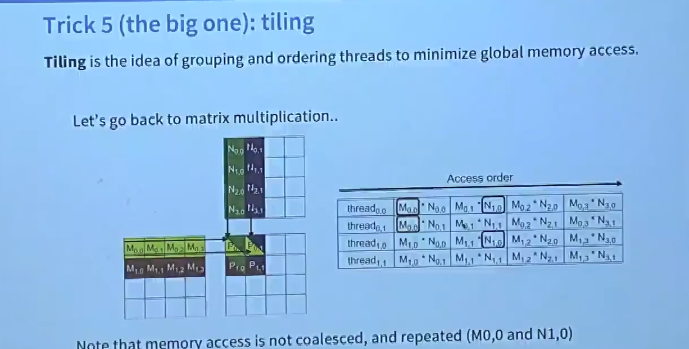 Trick 5 (the big one): tiling
Tiling is the idea of grouping and ordering threads to minimize global memory access.
Let's go back to matrix multiplication..
N0,0 N0,1
N1,0 N1,1
N2,0 N2,1
N3,0 N3,1
M0,0 M0,1 M0,2 M0,3 P0,0 P0,1
M1,0 M1,1 M1,2 M1,3 P1,0 P1,1
Access order
thread0,0 M0,0 * N0,0 M0,1 * N1,0 M0,2 * N2,0 M0,3 * N3,0
thread0,1 M0,0 * N0,1 M0,1 * N1,1 M0,2 * N2,1 M0,3 * N3,1
thread1,0 M1,0 * N0,0 M1,1 * N1,0 M1,2 * N2,0 M1,3 * N3,0
thread1,1 M1,0 * N0,1 M1,1 * N1,1 M1,2 * N2,1 M1,3 * N3,1
Note that memory access is not coalesced, and repeated (M0,0 and N1,0)